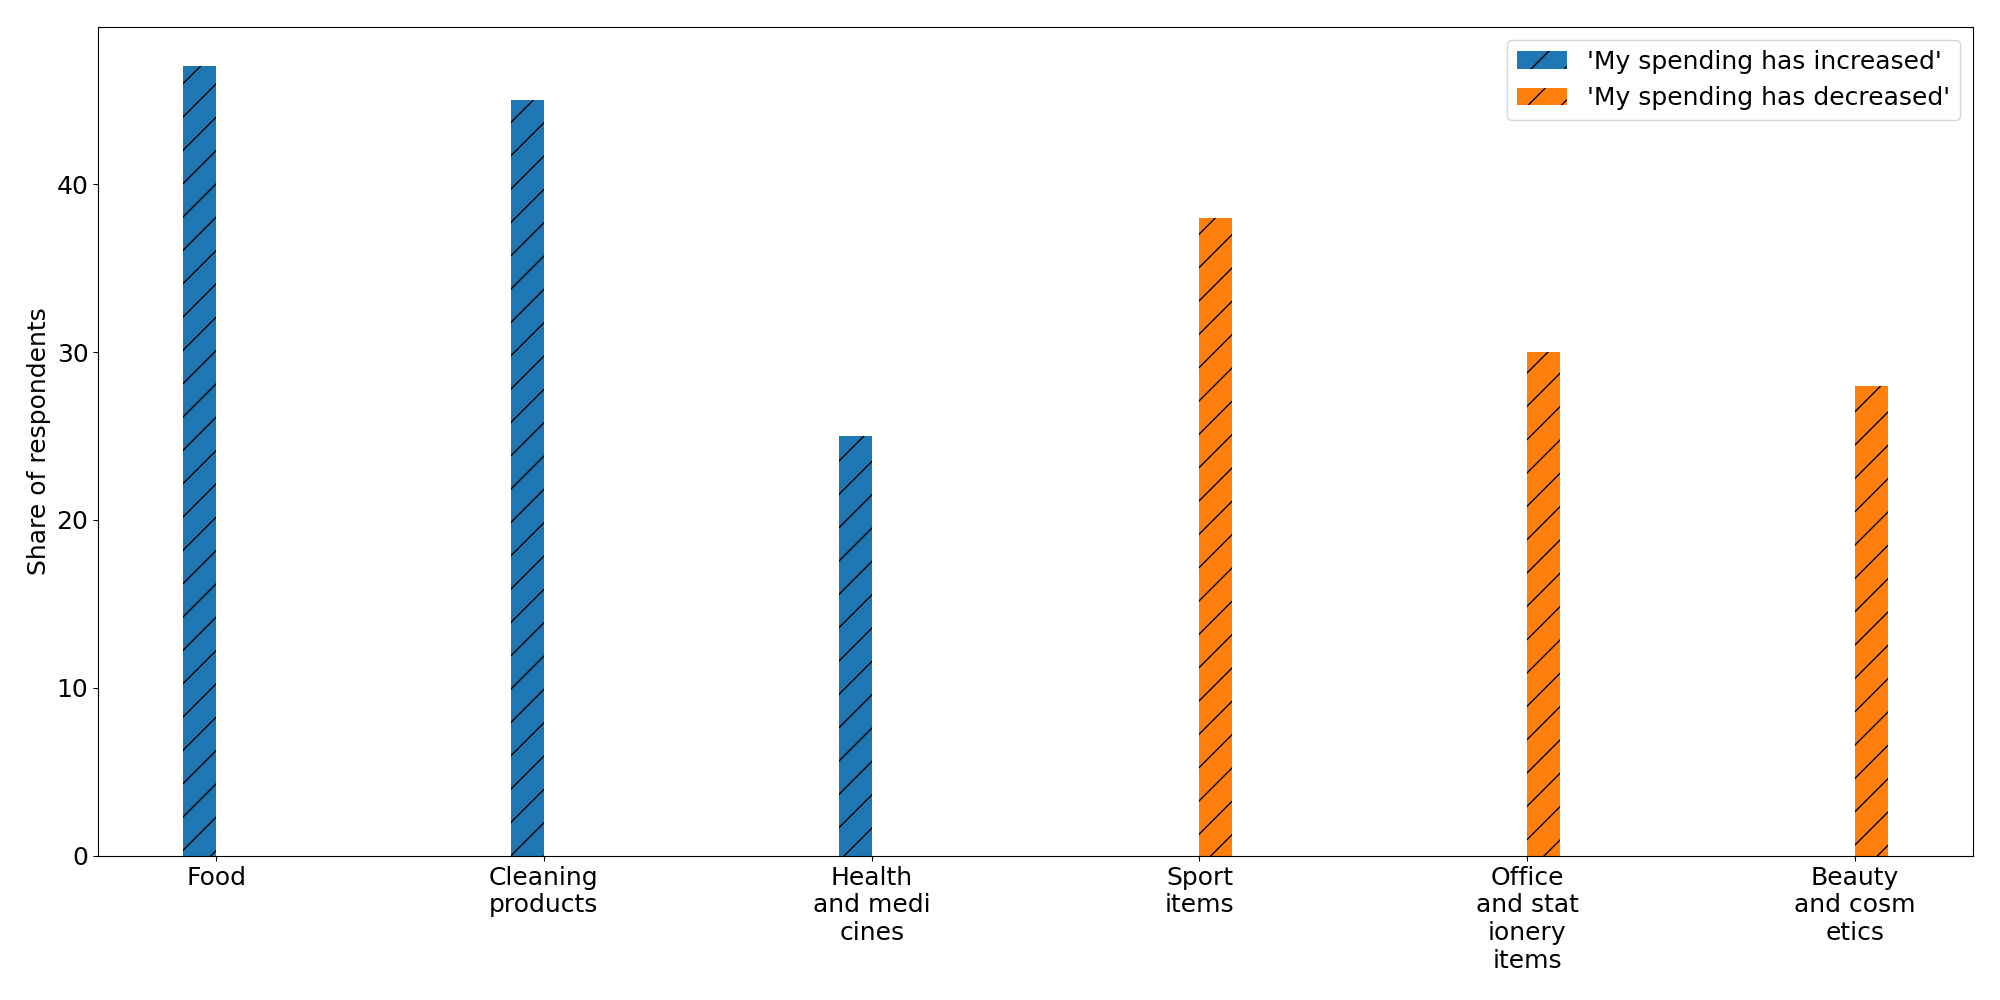 'My spending has increased'
'My spending has decreased'
Share of respondents
40
30
20
10
0
Food
Cleaning
products
Health
and medi
cines
Sport
items
Office
and stat
ionery
items
Beauty
and cosm
etics